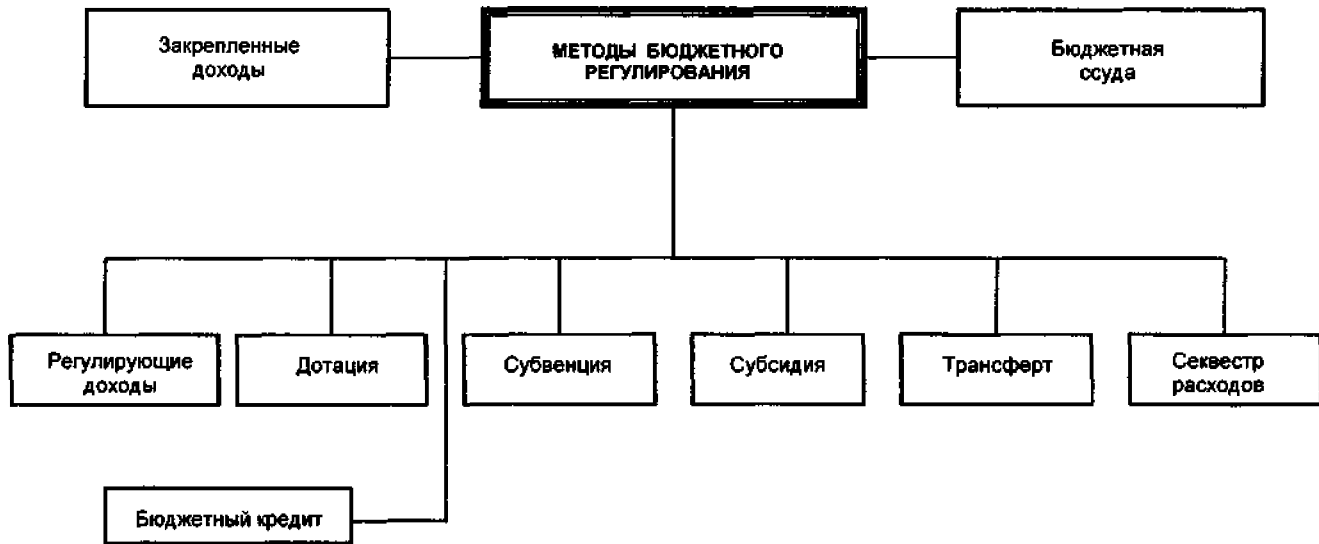 Закрепленные
доходы
МЕТОДЫ БЮДЖЕТНОГО
РЕГУЛИРОВАНИЯ
Бюджетная
ссуда
Регулирующие
доходы
Дотация
Субвенция
Субсидия
Трансферт
Секвестр
расходов
Бюджетный кредит